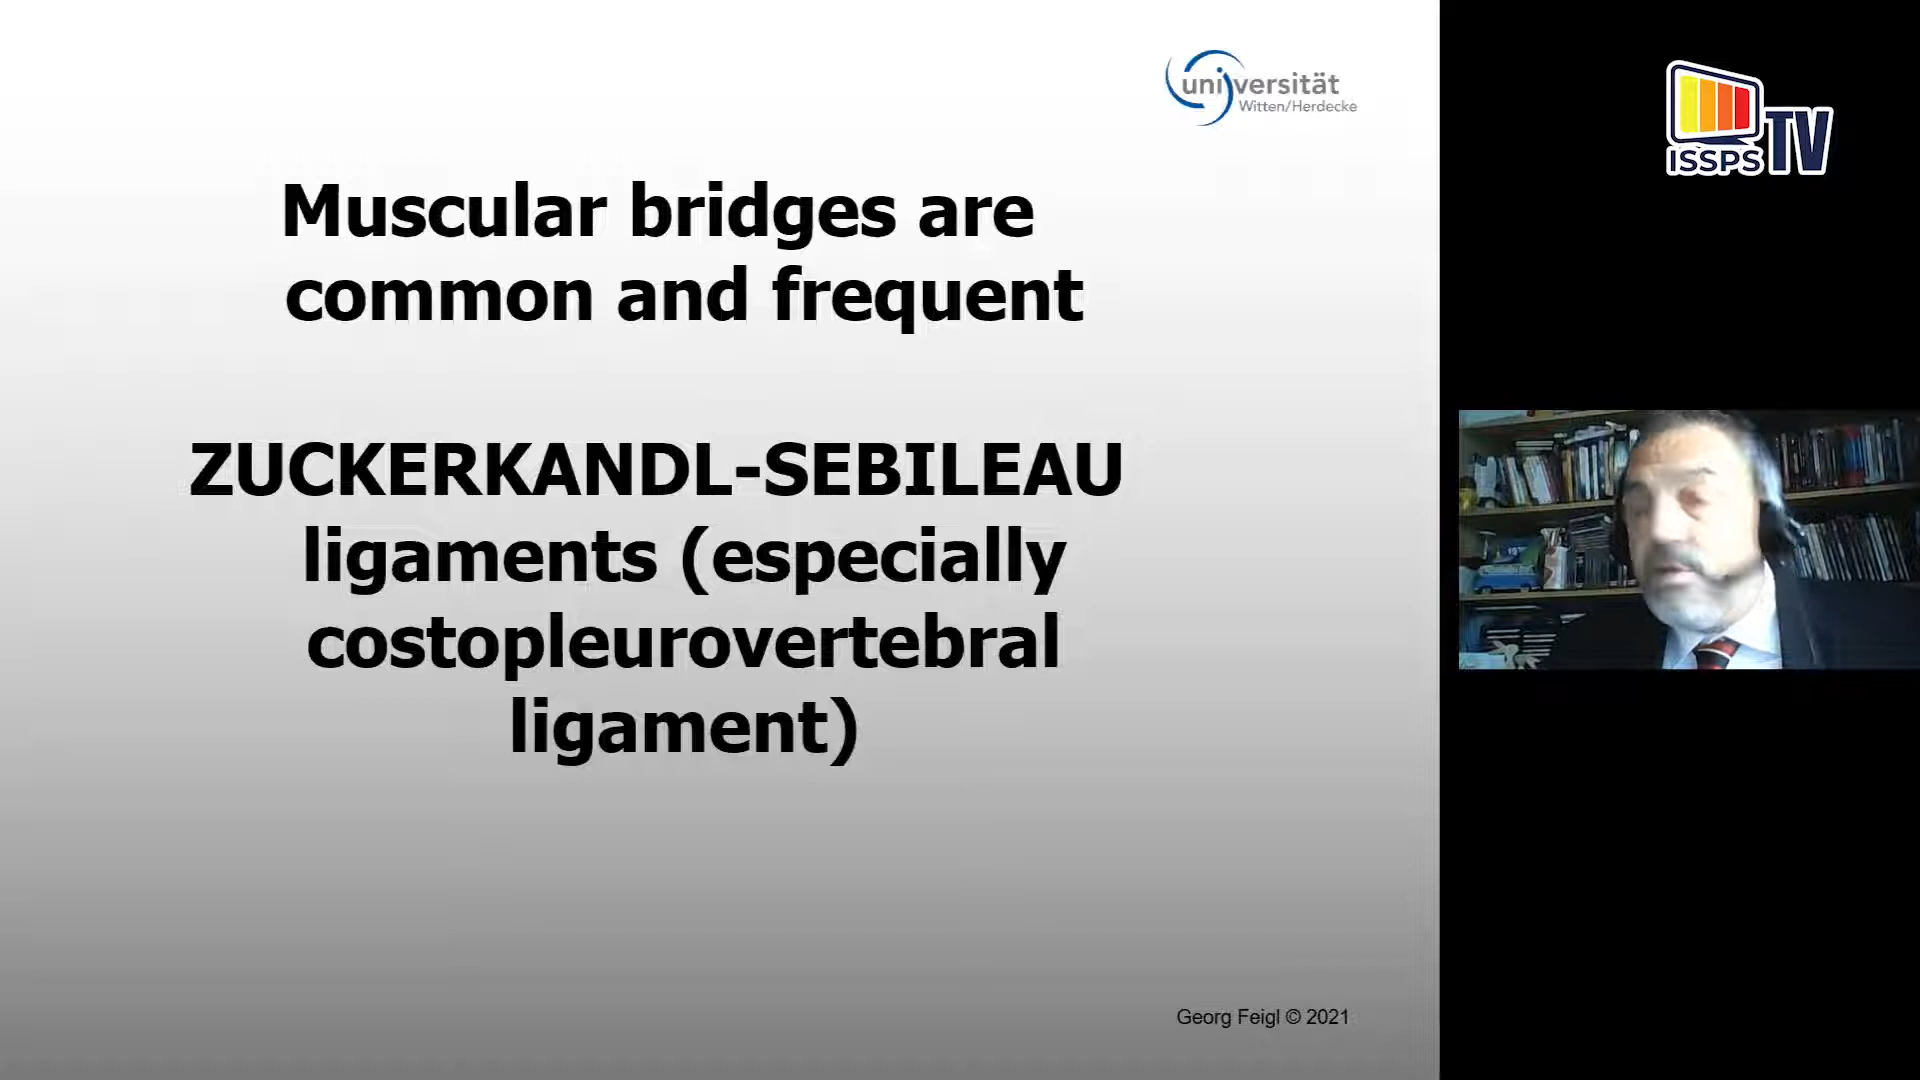 universität
Witten/Herdecke
ISSPS TV
Muscular bridges are
common and frequent
ZUCKERKANDL-SEBILEAU
ligaments (especially
costopleurovertebral
ligament)
Georg Feigl © 2021